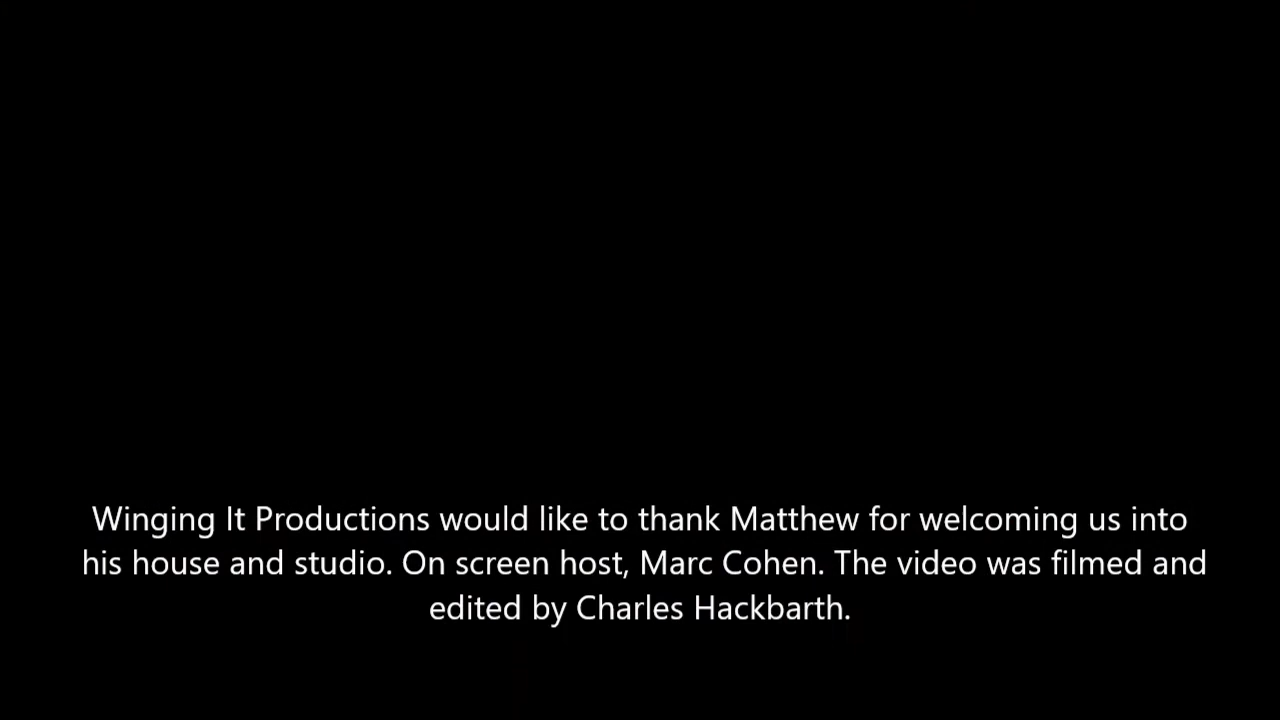 Winging It Productions would like to thank Matthew for welcoming us into
his house and studio. On screen host, Marc Cohen. The video was filmed and
edited by Charles Hackbarth.